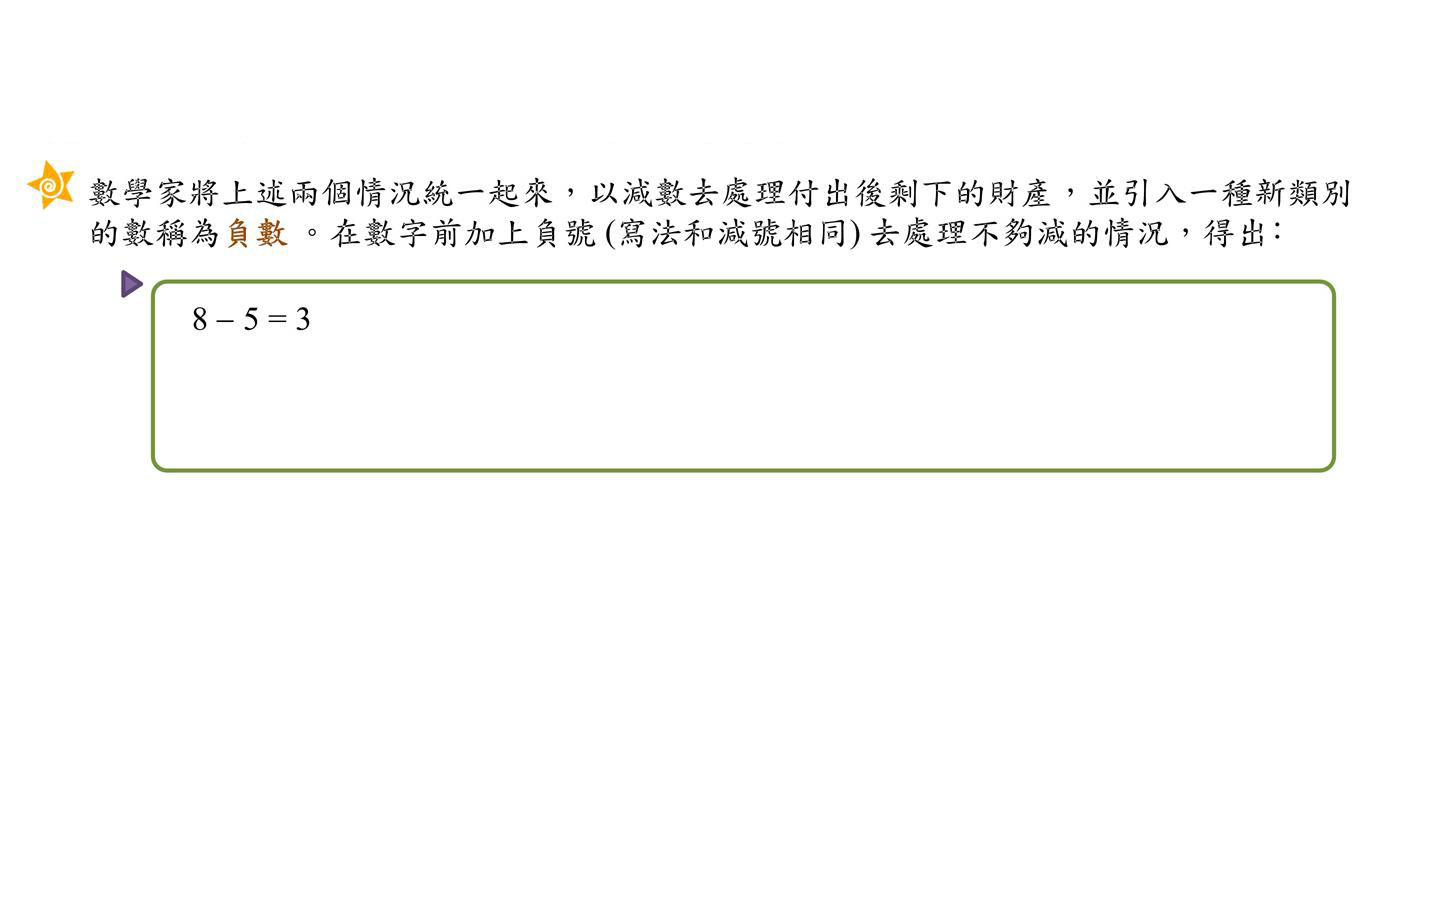 數學家將上述兩個情況統一起來，以減數去處理付出後剩下的財產，並引入一種新類別
的數稱為負數 。在數字前加上負號 (寫法和減號相同) 去處理不夠減的情況，得出：
8 – 5 = 3